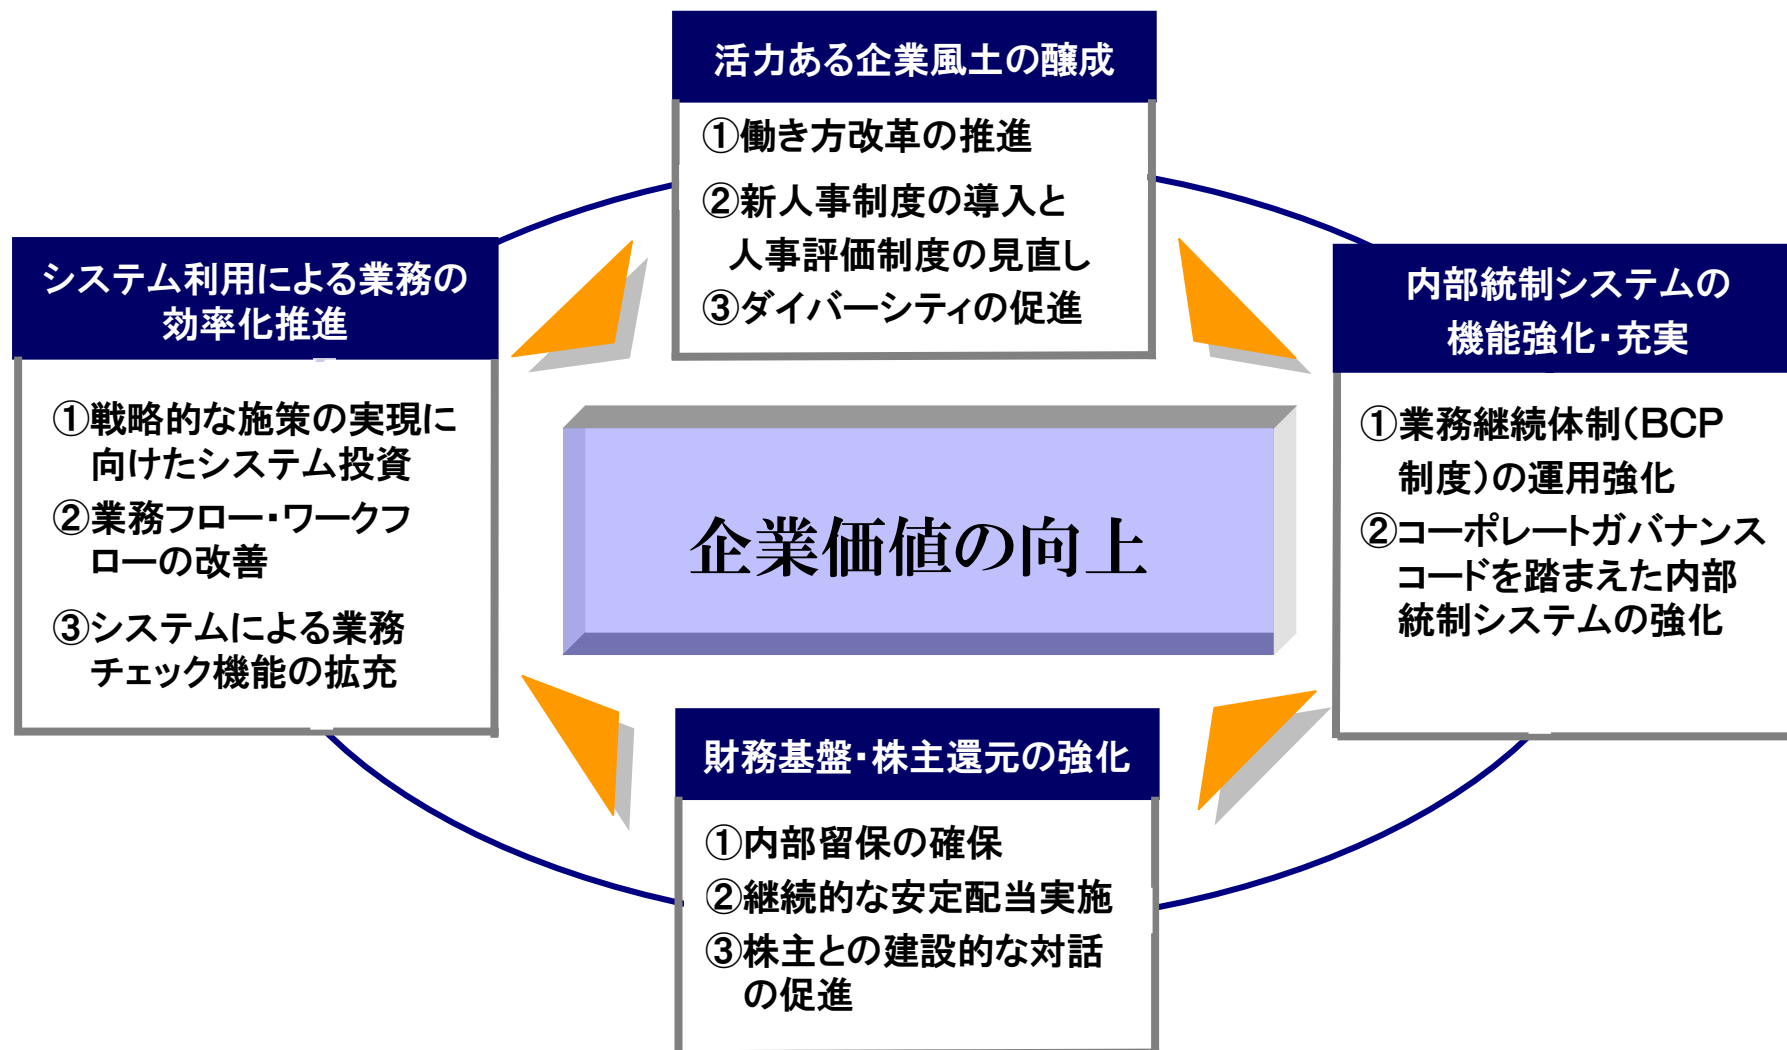 活力ある企業風土の醸成
①働き方改革の推進
②新人事制度の導入と
人事評価制度の見直し
③ダイバーシティの促進
システム利用による業務の
効率化推進
①戦略的な施策の実現に
向けたシステム投資
②業務フロー・ワークフ
ローの改善
③システムによる業務
チェック機能の拡充
企業価値の向上
内部統制システムの
機能強化・充実
①業務継続体制(BCP
制度)の運用強化
②コーポレートガバナンス
コードを踏まえた内部
統制システムの強化
財務基盤・株主還元の強化
①内部留保の確保
②継続的な安定配当実施
③株主との建設的な対話
の促進